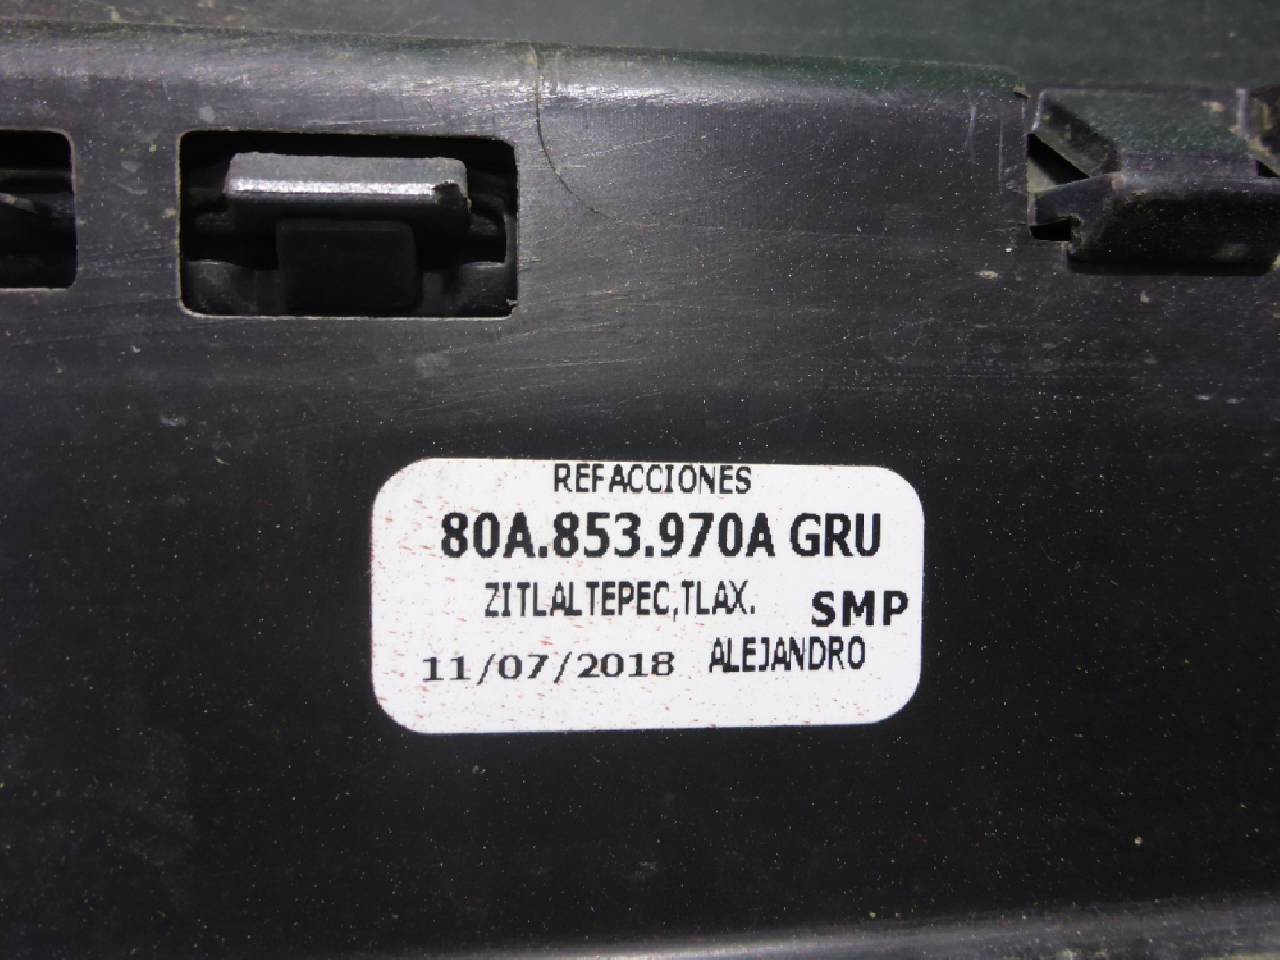 REFACCIONES
80A.853.970A GRU
ZITLALTEPEC,TLAX. SMP
11/07/2018 ALEJANDRO